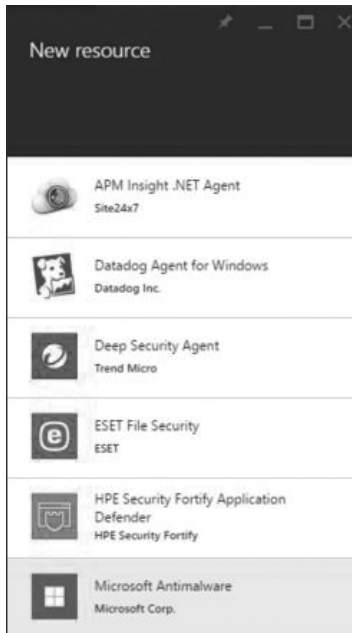 New resource
APM Insight .NET Agent
Site24x7
Datadog Agent for Windows
Datadog Inc.
Deep Security Agent
Trend Micro
ESET File Security
ESET
HPE Security Fortify Application
Defender
HPE Security Fortify
Microsoft Antimalware
Microsoft Corp.